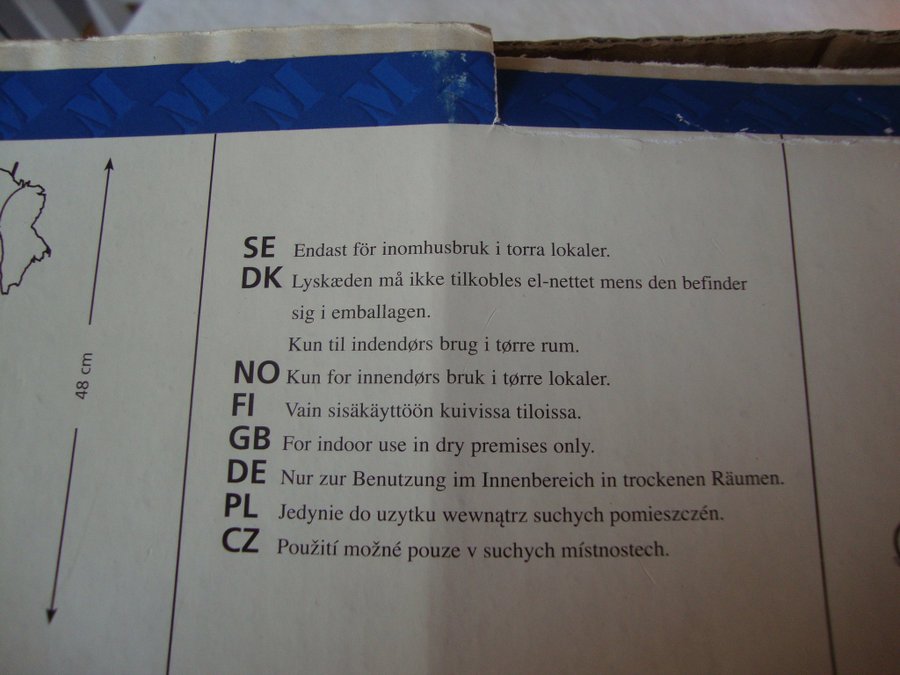 48 cm
SE Endast för inomhusbruk i torra lokaler.
DK Lyskæden må ikke tilkobles el-nettet mens den befinder
sig i emballagen.
Kun til indendørs brug i tørre rum.
NO Kun for innendørs bruk i tørre lokaler.
FI Vain sisäkäyttöön kuivissa tiloissa.
GB For indoor use in dry premises only.
DE Nur zur Benutzung im Innenbereich in trockenen Räumen.
PL Jedynie do uzytku wewnątrz suchych pomieszczén.
CZ Použití možné pouze v suchych místnostech.